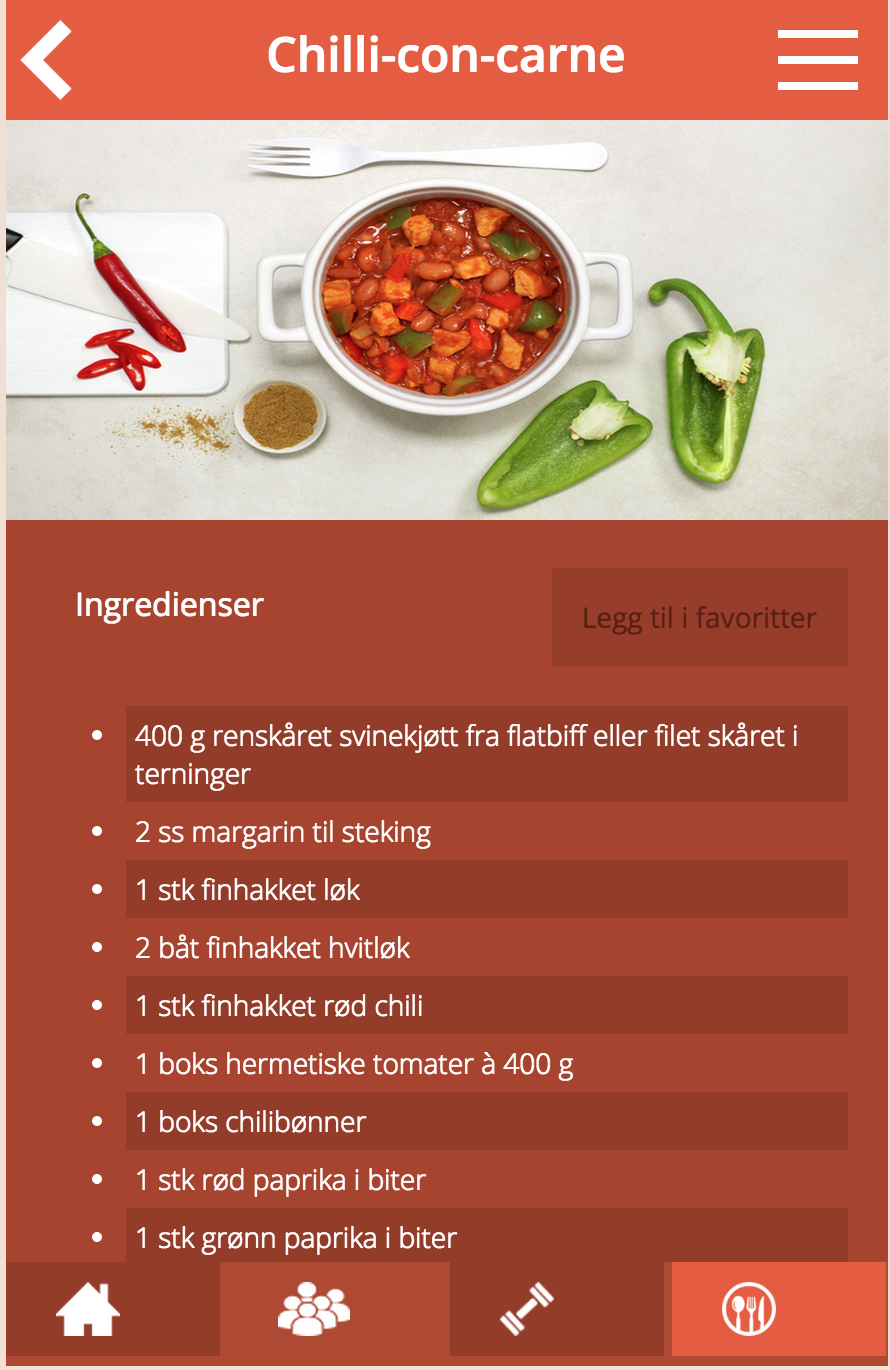 Chilli-con-carne
Ingredienser
Legg til i favoritter
400 g renskåret svinekjøtt fra flatbiff eller filet skåret i
terninger
2 ss margarin til steking
1 stk finhakket løk
2 båt finhakket hvitløk
1 stk finhakket rød chili
1 boks hermetiske tomater à 400 g
1 boks chilibønner
1 stk rød paprika i biter
1 stk grønn paprika i biter